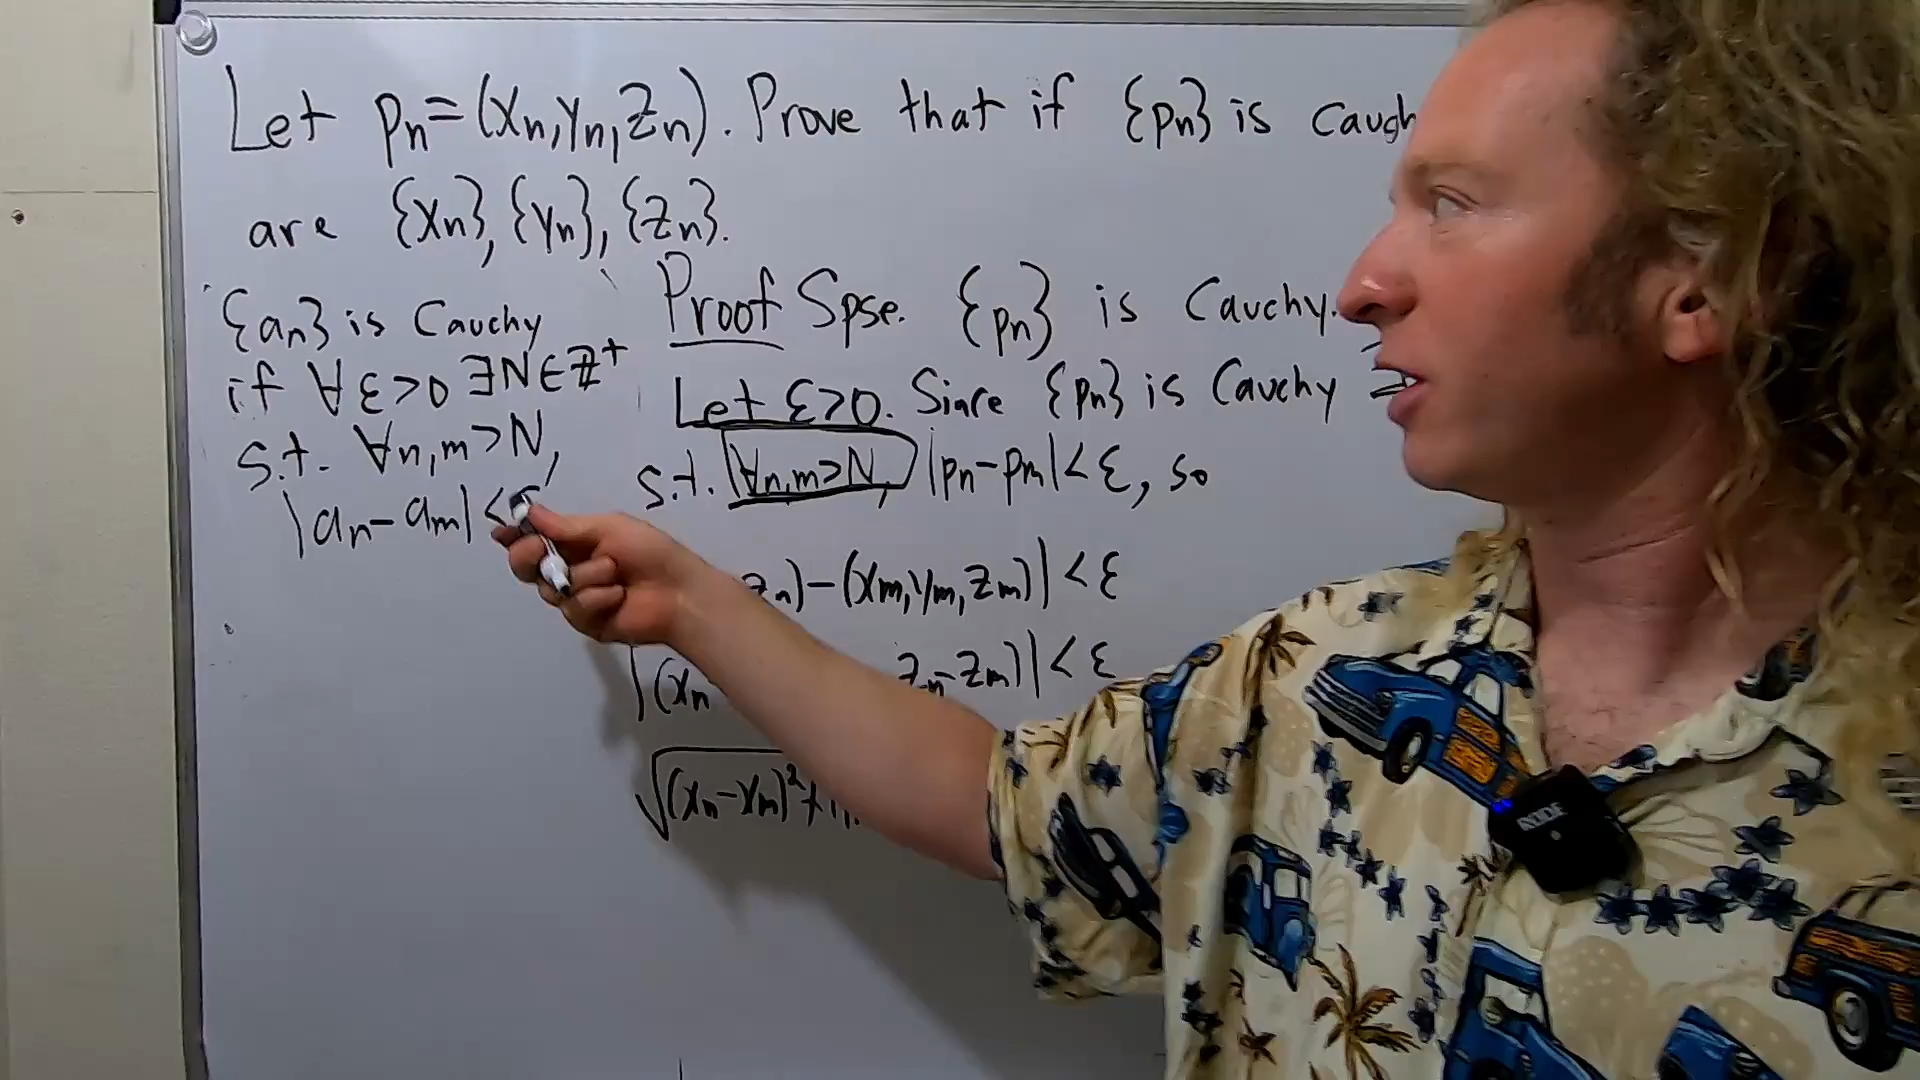 Let pn=(xn,yn,zn). Prove that if {pn} is
are {xn},{yn},{zn}.
{an} is Cauchy
if ∀ε>0 ∃N∈ℤ⁺
s.t. ∀n,m>N,
|an-am|<
Proof Spse. {pn} is Cauchy.
Let ε>0. Since {pn} is Cauchy
s.t. ∀n,m>N, |pn-pm|<ε, so
zn)-(xm,ym,zm)|<ε
|(xn zn-zm)|<ε
√(xn-xm)²+
RODE